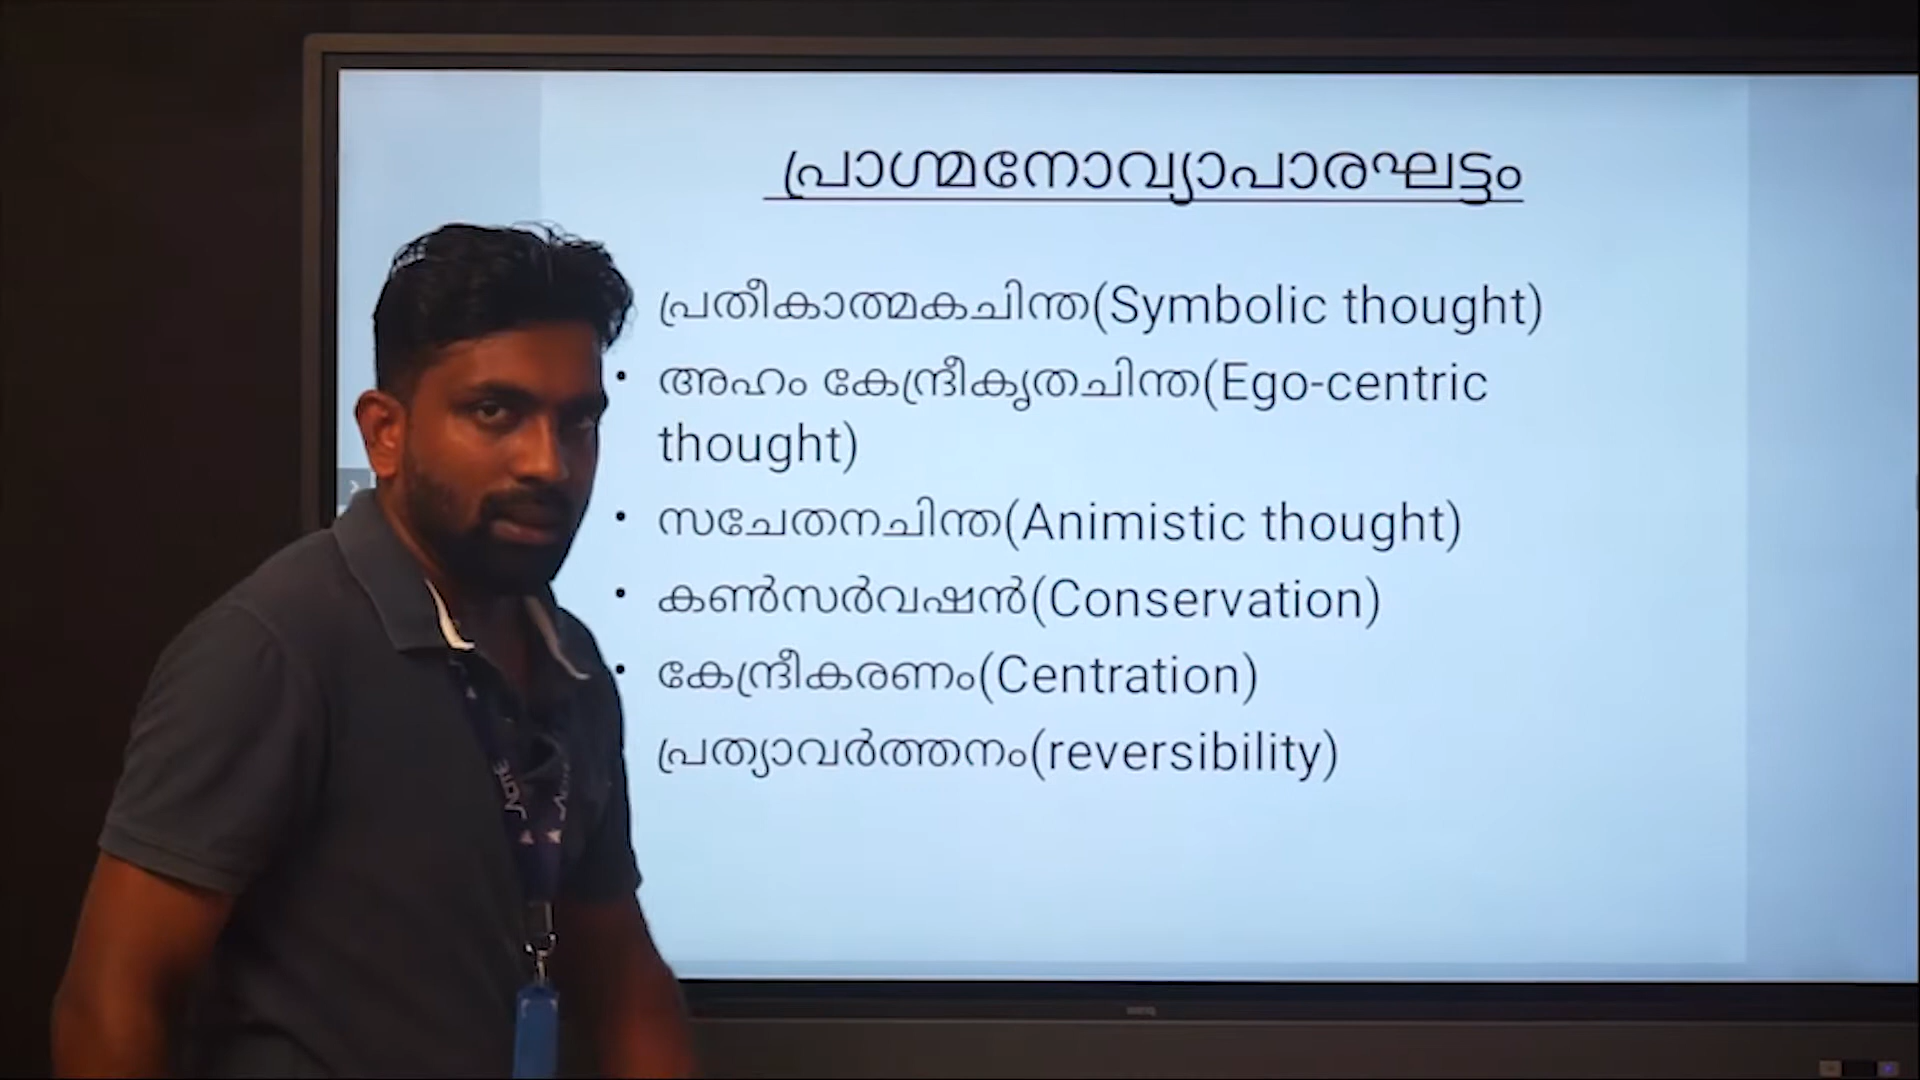 പ്രാഗ്മനോവ്യാപാരഘട്ടം
പ്രതീകാത്മകചിന്ത(Symbolic thought)
• അഹം കേന്ദ്രീകൃതചിന്ത(Ego-centric
thought)
• സചേതനചിന്ത(Animistic thought)
• കൺസർവഷൻ(Conservation)
• കേന്ദ്രീകരണം(Centration)
പ്രത്യാവർത്തനം(reversibility)